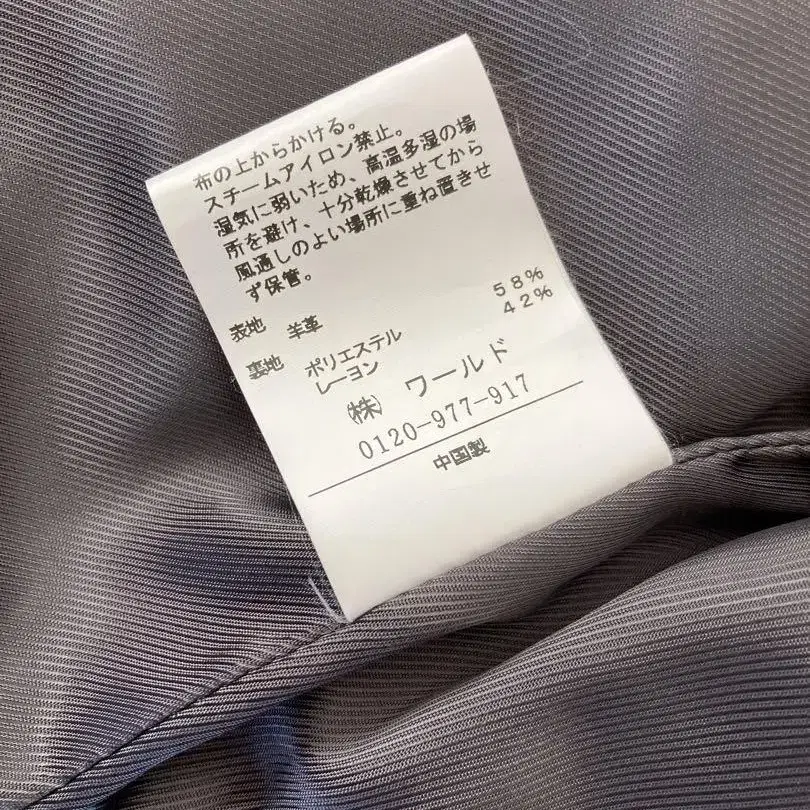 布の上からかける。
スチームアイロン禁止。
湿気に弱いため、高温多湿の場
所を避け、十分乾燥させてから
風通しのよい場所に重ね置きせ
ず保管。
表地 羊革
裏地 ポリエステル 58%
レーヨン 42%
㈱ ワールド
0120-977-917
中国製